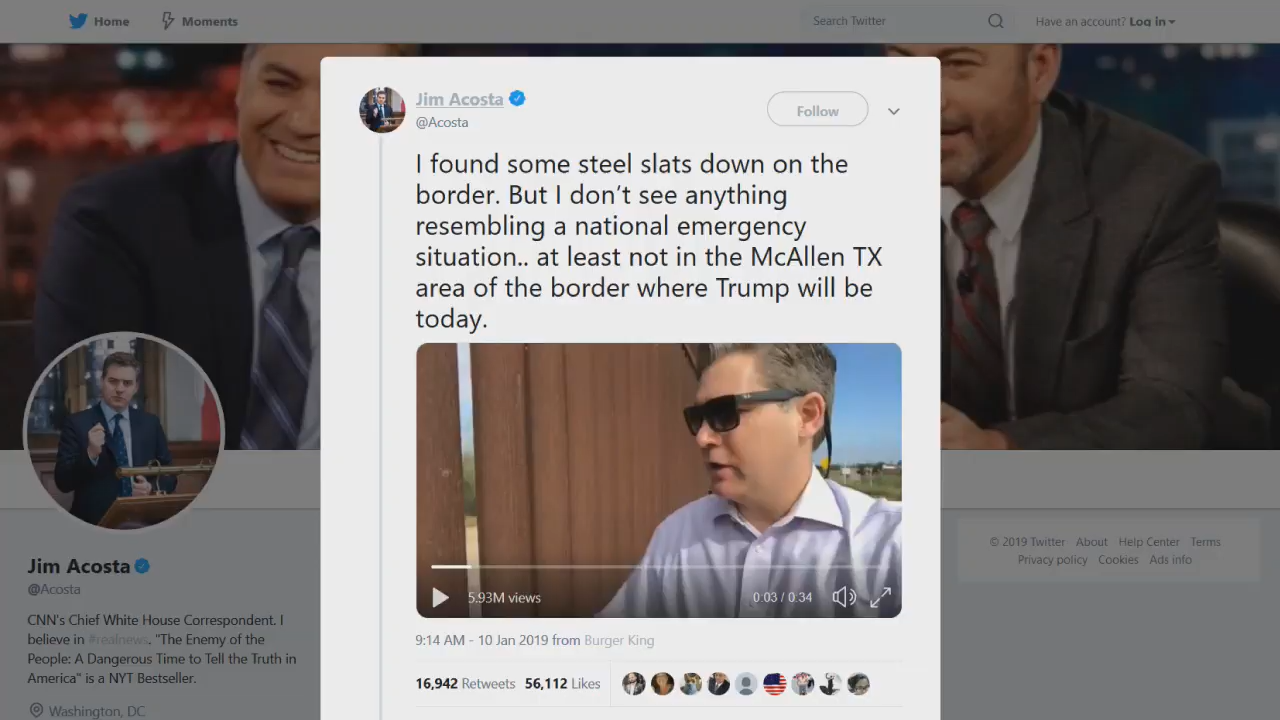 Home
Moments
Search Twitter
Have an account? Log in
Jim Acosta
@Acosta
Follow
I found some steel slats down on the
border. But I don’t see anything
resembling a national emergency
situation.. at least not in the McAllen TX
area of the border where Trump will be
today.
5.93M views
0:03 / 0:34
9:14 AM - 10 Jan 2019 from Burger King
16,942 Retweets 56,112 Likes
Jim Acosta
@Acosta
CNN's Chief White House Correspondent. I
believe in #realnews. "The Enemy of the
People: A Dangerous Time to Tell the Truth in
America" is a NYT Bestseller.
Washington, DC
© 2019 Twitter About Help Center Terms
Privacy policy Cookies Ads info